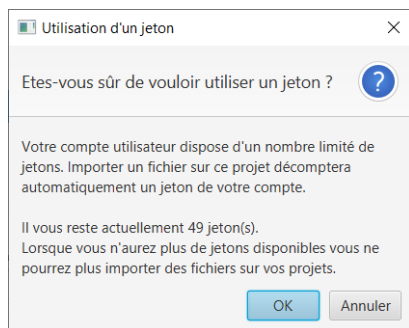 Utilisation d'un jeton
Etes-vous sûr de vouloir utiliser un jeton ?
?
Votre compte utilisateur dispose d'un nombre limité de
jetons. Importer un fichier sur ce projet décomptera
automatiquement un jeton de votre compte.
Il vous reste actuellement 49 jeton(s).
Lorsque vous n'aurez plus de jetons disponibles vous ne
pourrez plus importer des fichiers sur vos projets.
OK
Annuler